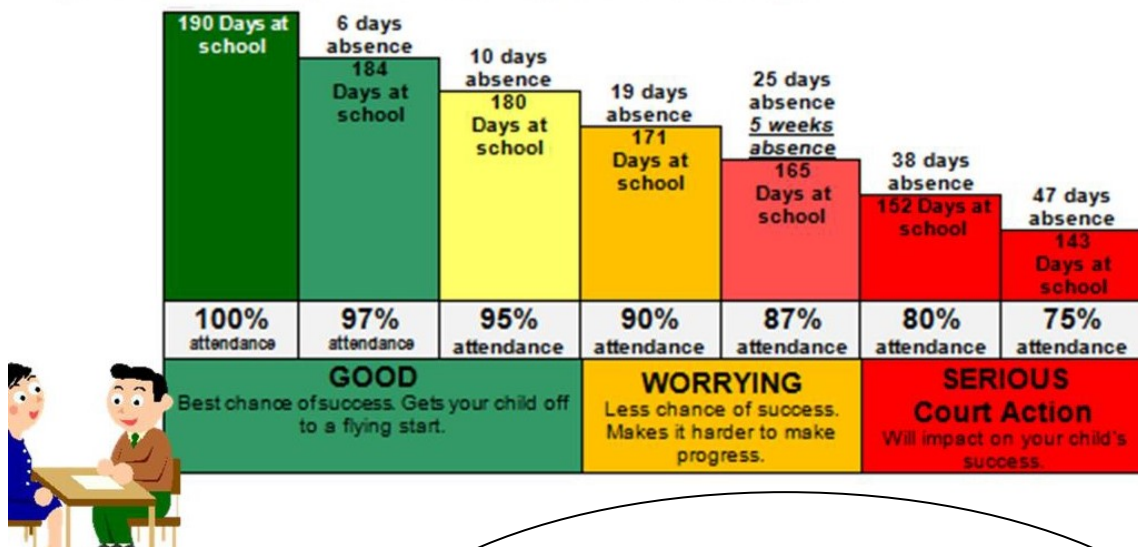 190 Days at
school
6 days
absence
184
Days at
school
10 days
absence
180
Days at
school
19 days
absence
171
Days at
school
25 days
absence
5 weeks
absence
165
Days at
school
38 days
absence
152 Days at
school
47 days
absence
143
Days at
school
100%
attendance
97%
attendance
95%
attendance
90%
attendance
87%
attendance
80%
attendance
75%
attendance
GOOD
Best chance of success. Gets your child off
to a flying start.
WORRYING
Less chance of success.
Makes it harder to make
progress.
SERIOUS
Court Action
Will impact on your child's
success.